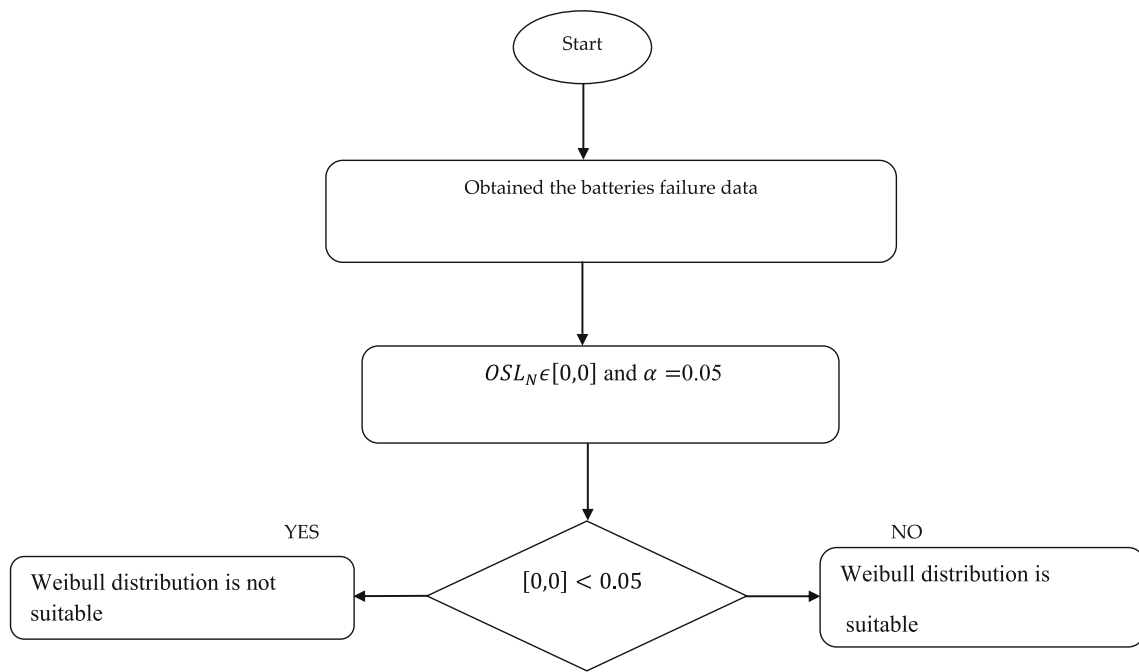 Start
Obtained the batteries failure data
OSL_N ϵ[0,0] and α =0.05
YES
NO
[0,0] < 0.05
Weibull distribution is not
suitable
Weibull distribution is
suitable